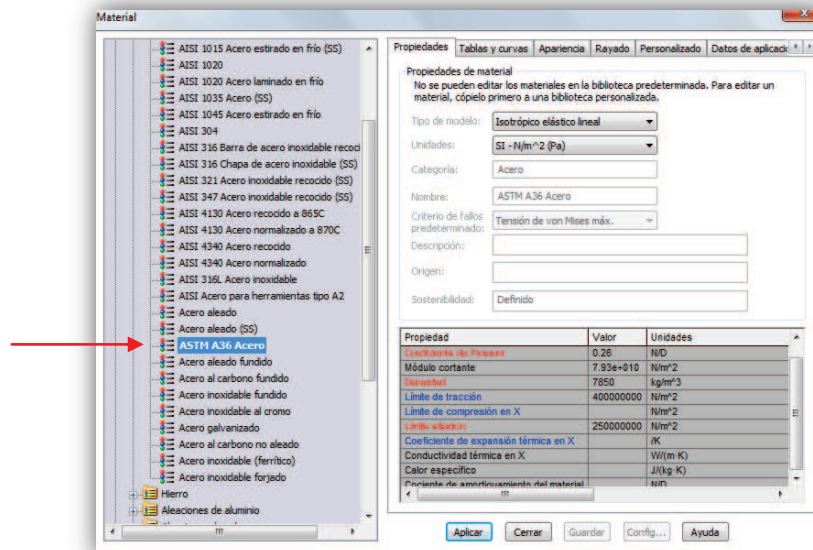 Material
AISI 1015 Acero estirado en frío (SS)
AISI 1020
AISI 1020 Acero laminado en frío
AISI 1035 Acero (SS)
AISI 1045 Acero estirado en frío
AISI 304
AISI 316 Barra de acero inoxidable recoci
AISI 316 Chapa de acero inoxidable (SS)
AISI 321 Acero inoxidable recocido (SS)
AISI 347 Acero inoxidable recocido (SS)
AISI 4130 Acero recocido a 865C
AISI 4130 Acero normalizado a 870C
AISI 4340 Acero recocido
AISI 4340 Acero normalizado
AISI 316L Acero inoxidable
AISI Acero para herramientas tipo A2
Acero aleado
Acero aleado (SS)
ASTM A36 Acero
Acero aleado fundido
Acero al carbono fundido
Acero inoxidable fundido
Acero inoxidable al cromo
Acero galvanizado
Acero al carbono no aleado
Acero inoxidable (ferrítico)
Acero inoxidable forjado
Hierro
Aleaciones de aluminio
Propiedades Tablas y curvas Apariencia Rayado Personalizado Datos de aplicació
Propiedades de material
No se pueden editar los materiales en la biblioteca predeterminada. Para editar un
material, cópielo primero a una biblioteca personalizada.
Tipo de modelo: Isotrópico elástico lineal
Unidades: SI - N/m^2 (Pa)
Categoría: Acero
Nombre: ASTM A36 Acero
Criterio de fallos
predeterminado: Tensión de von Mises máx.
Descripción:
Origen:
Sostenibilidad: Definido
Propiedad Valor Unidades
Coeficiente de Poisson 0.26 N/D
Módulo cortante 7.93e+010 N/m^2
Densidad 7850 kg/m^3
Límite de tracción 400000000 N/m^2
Límite de compresión en X N/m^2
Límite elástico 250000000 N/m^2
Coeficiente de expansión térmica en X /K
Conductividad térmica en X W/(m·K)
Calor específico J/(kg·K)
Cociente de amortiguamiento del material N/D
Aplicar Cerrar Guardar Config... Ayuda